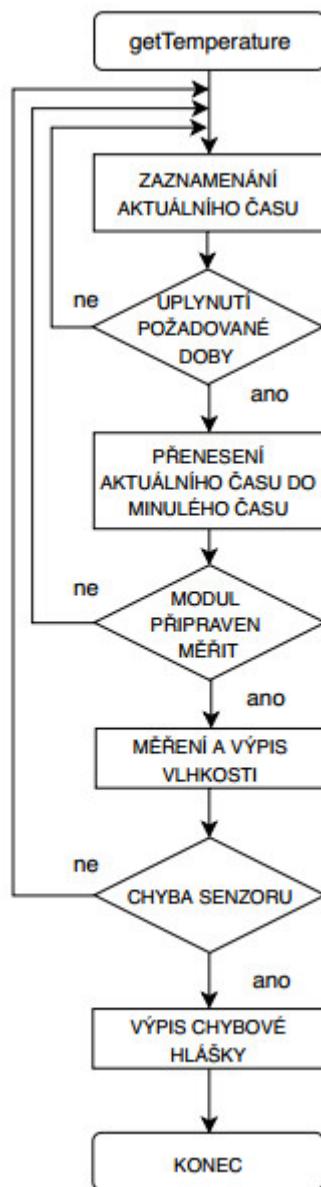 getTemperature
ZAZNAMENÁNÍ
AKTUÁLNÍHO ČASU
ne
UPLYNUTÍ
POŽADOVANÉ
DOBY
ano
PŘENESENÍ
AKTUÁLNÍHO ČASU DO
MINULÉHO ČASU
ne
MODUL
PŘIPRAVEN
MĚŘIT
ano
MĚŘENÍ A VÝPIS
VLHKOSTI
ne
CHYBA SENZORU
ano
VÝPIS CHYBOVÉ
HLÁŠKY
KONEC